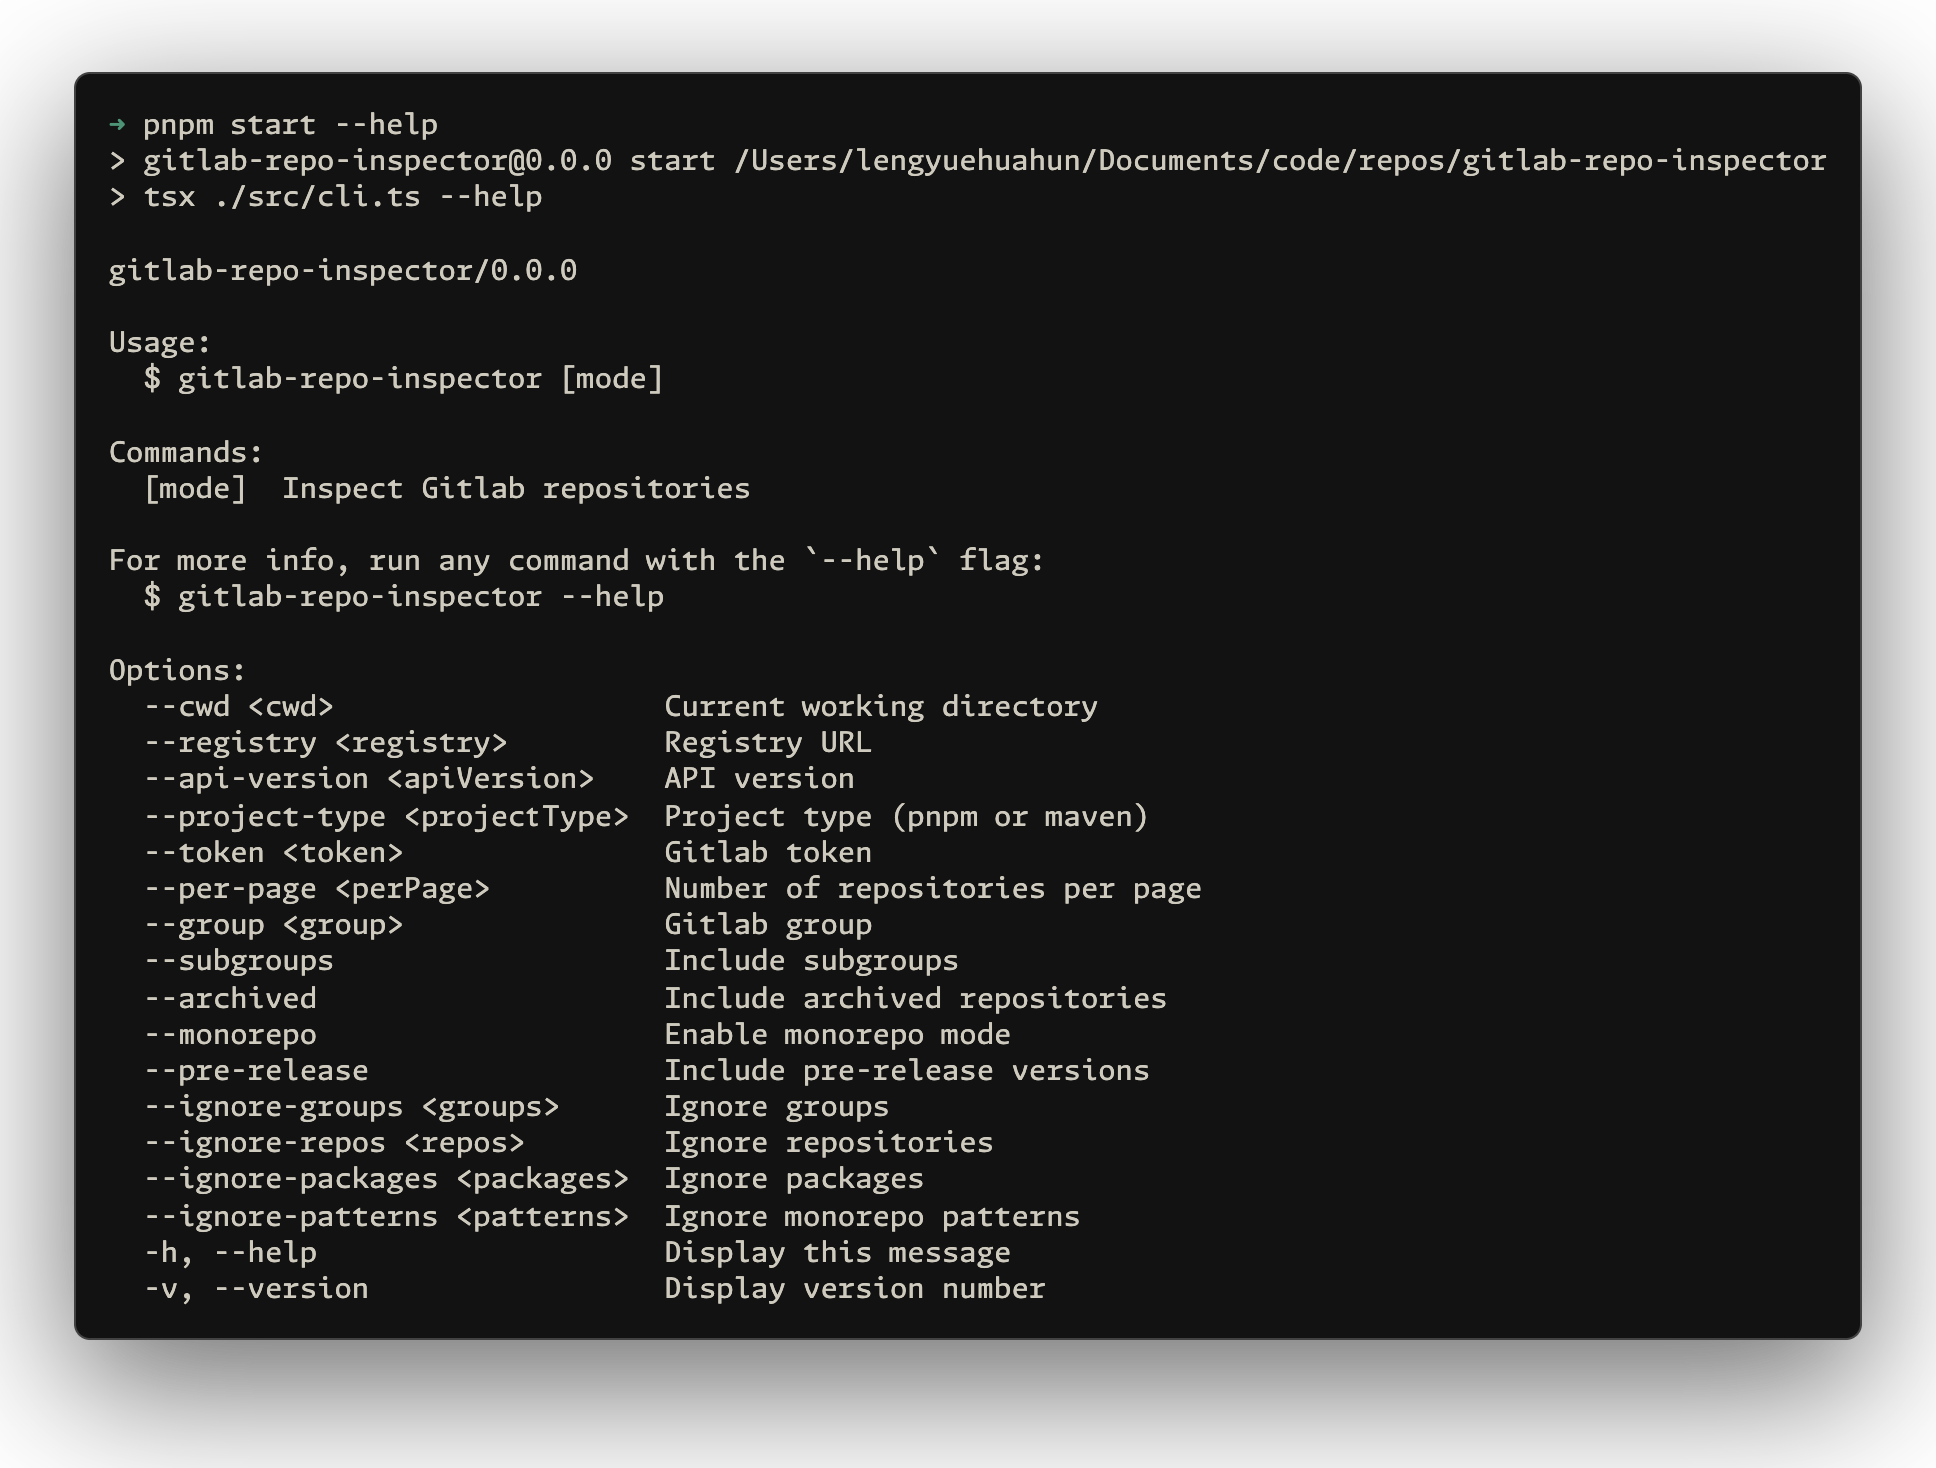 ➜ pnpm start --help
> gitlab-repo-inspector@0.0.0 start /Users/lengyuehuahun/Documents/code/repos/gitlab-repo-inspector
> tsx ./src/cli.ts --help

gitlab-repo-inspector/0.0.0

Usage:
  $ gitlab-repo-inspector [mode]

Commands:
  [mode]  Inspect Gitlab repositories

For more info, run any command with the `--help` flag:
  $ gitlab-repo-inspector --help

Options:
  --cwd <cwd>                   Current working directory
  --registry <registry>         Registry URL
  --api-version <apiVersion>    API version
  --project-type <projectType>  Project type (pnpm or maven)
  --token <token>               Gitlab token
  --per-page <perPage>          Number of repositories per page
  --group <group>               Gitlab group
  --subgroups                   Include subgroups
  --archived                    Include archived repositories
  --monorepo                    Enable monorepo mode
  --pre-release                 Include pre-release versions
  --ignore-groups <groups>      Ignore groups
  --ignore-repos <repos>        Ignore repositories
  --ignore-packages <packages>  Ignore packages
  --ignore-patterns <patterns>  Ignore monorepo patterns
  -h, --help                    Display this message
  -v, --version                 Display version number